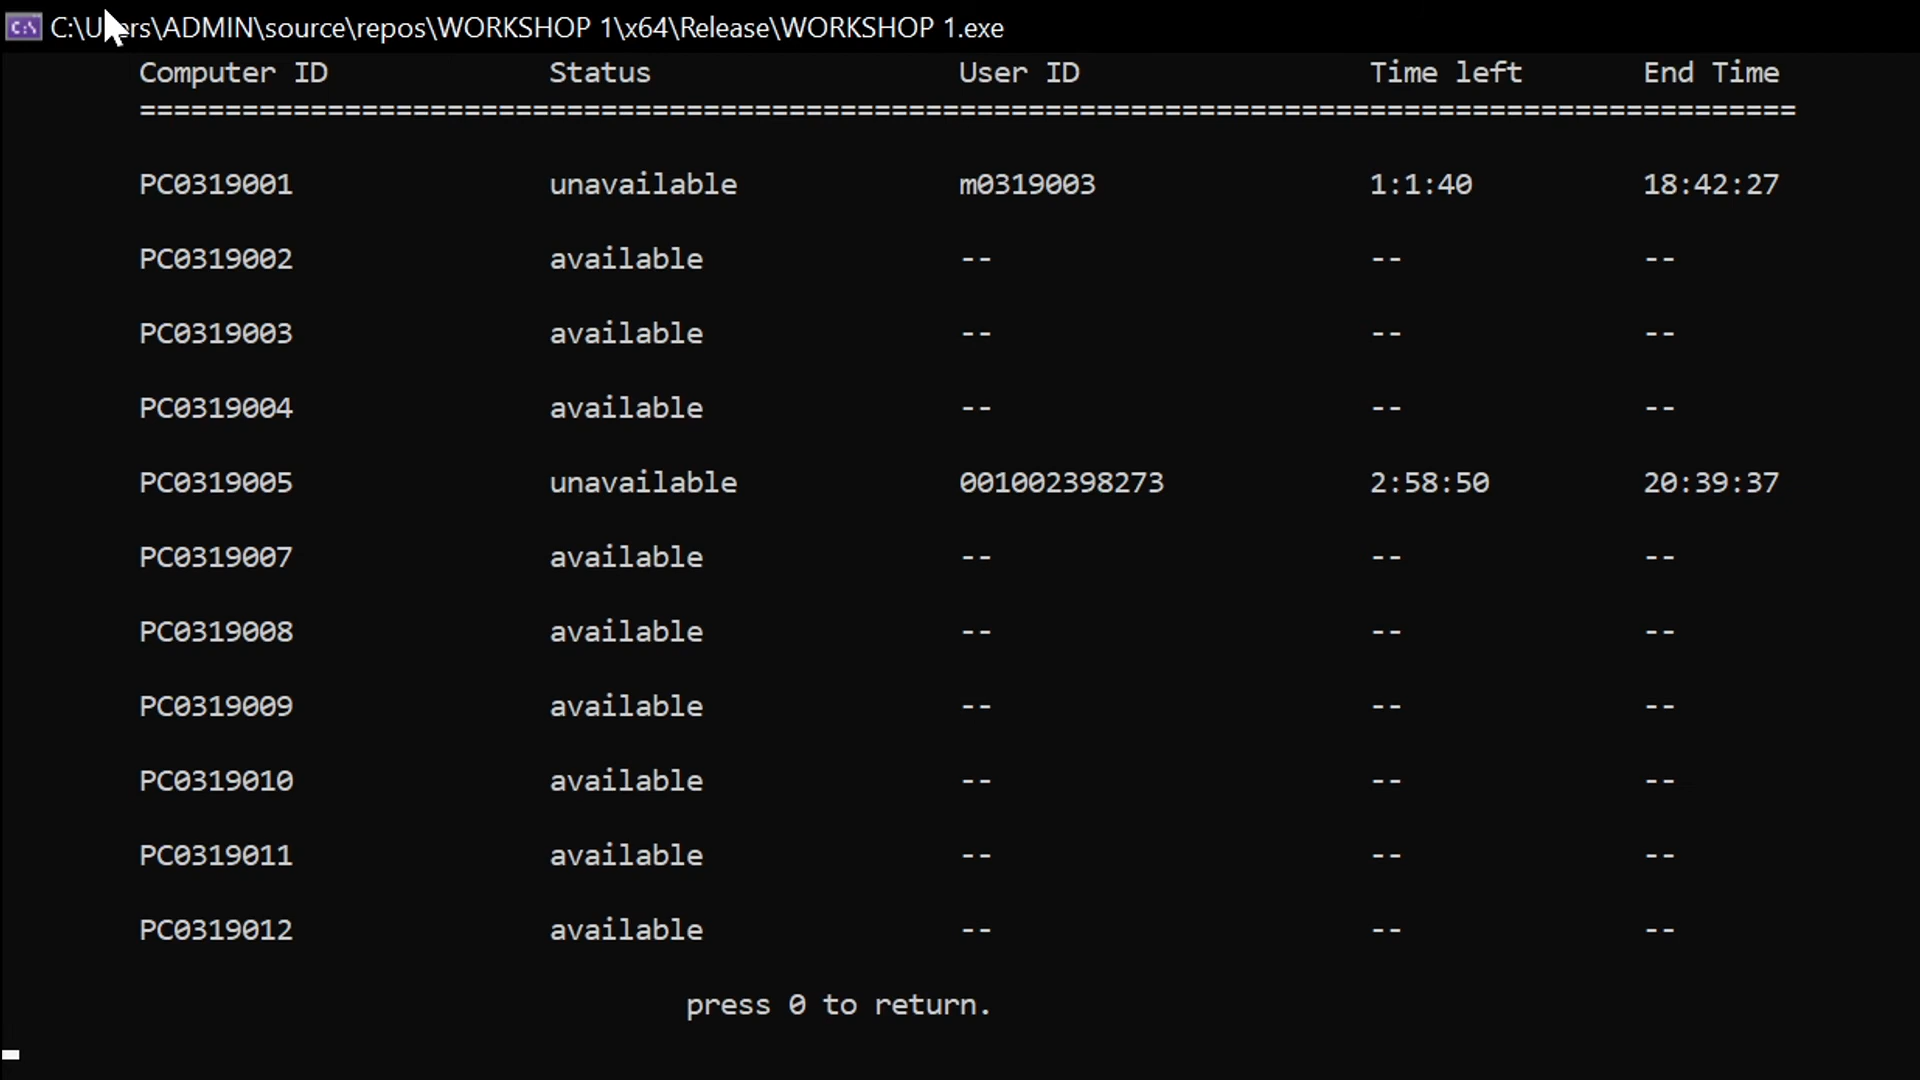 C:\Users\ADMIN\source\repos\WORKSHOP 1\x64\Release\WORKSHOP 1.exe
Computer ID Status User ID Time left End Time
=================================================================================================
PC0319001 unavailable m0319003 1:1:40 18:42:27
PC0319002 available -- -- --
PC0319003 available -- -- --
PC0319004 available -- -- --
PC0319005 unavailable 001002398273 2:58:50 20:39:37
PC0319007 available -- -- --
PC0319008 available -- -- --
PC0319009 available -- -- --
PC0319010 available -- -- --
PC0319011 available -- -- --
PC0319012 available -- -- --
press 0 to return.